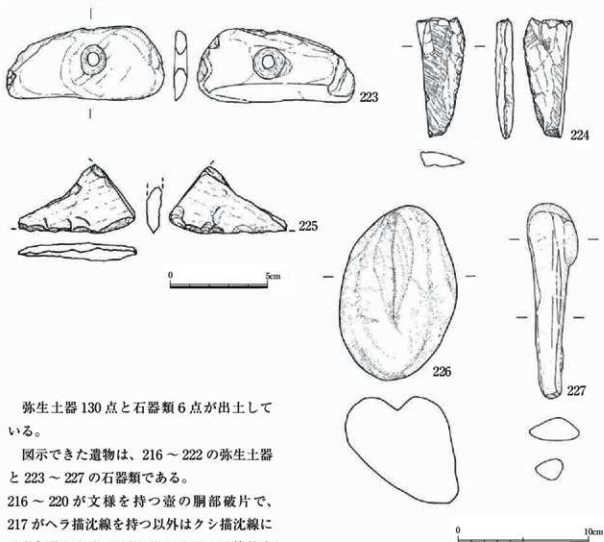 223
224
225
0 5cm
226
227
弥生土器 130 点と石器類 6 点が出土して
いる。
図示できた遺物は、216 ~ 222 の弥生土器
と 223 ~ 227 の石器類である。
216 ~ 220 が文様を持つ壺の胴部破片で、
217 がヘラ描沈線を持つ以外はクシ描沈線に
0 10cm